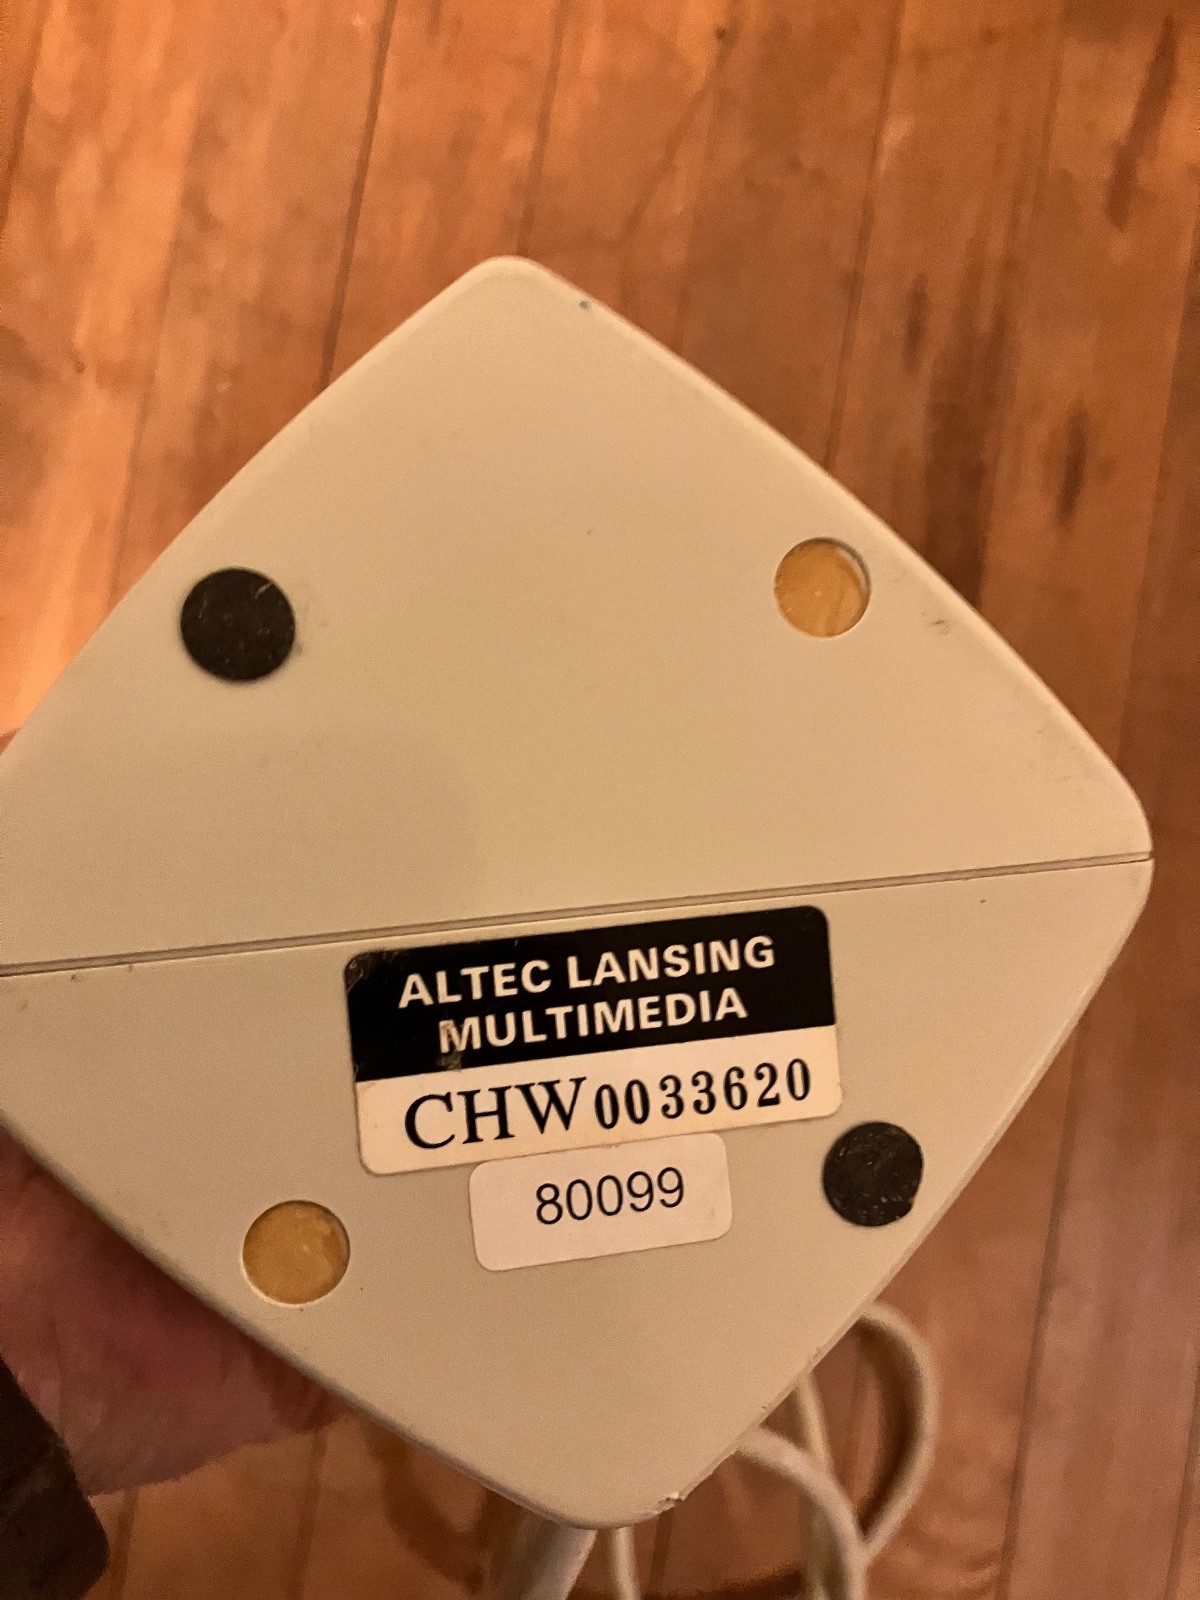 ALTEC LANSING
MULTIMEDIA
CHW0033620
80099